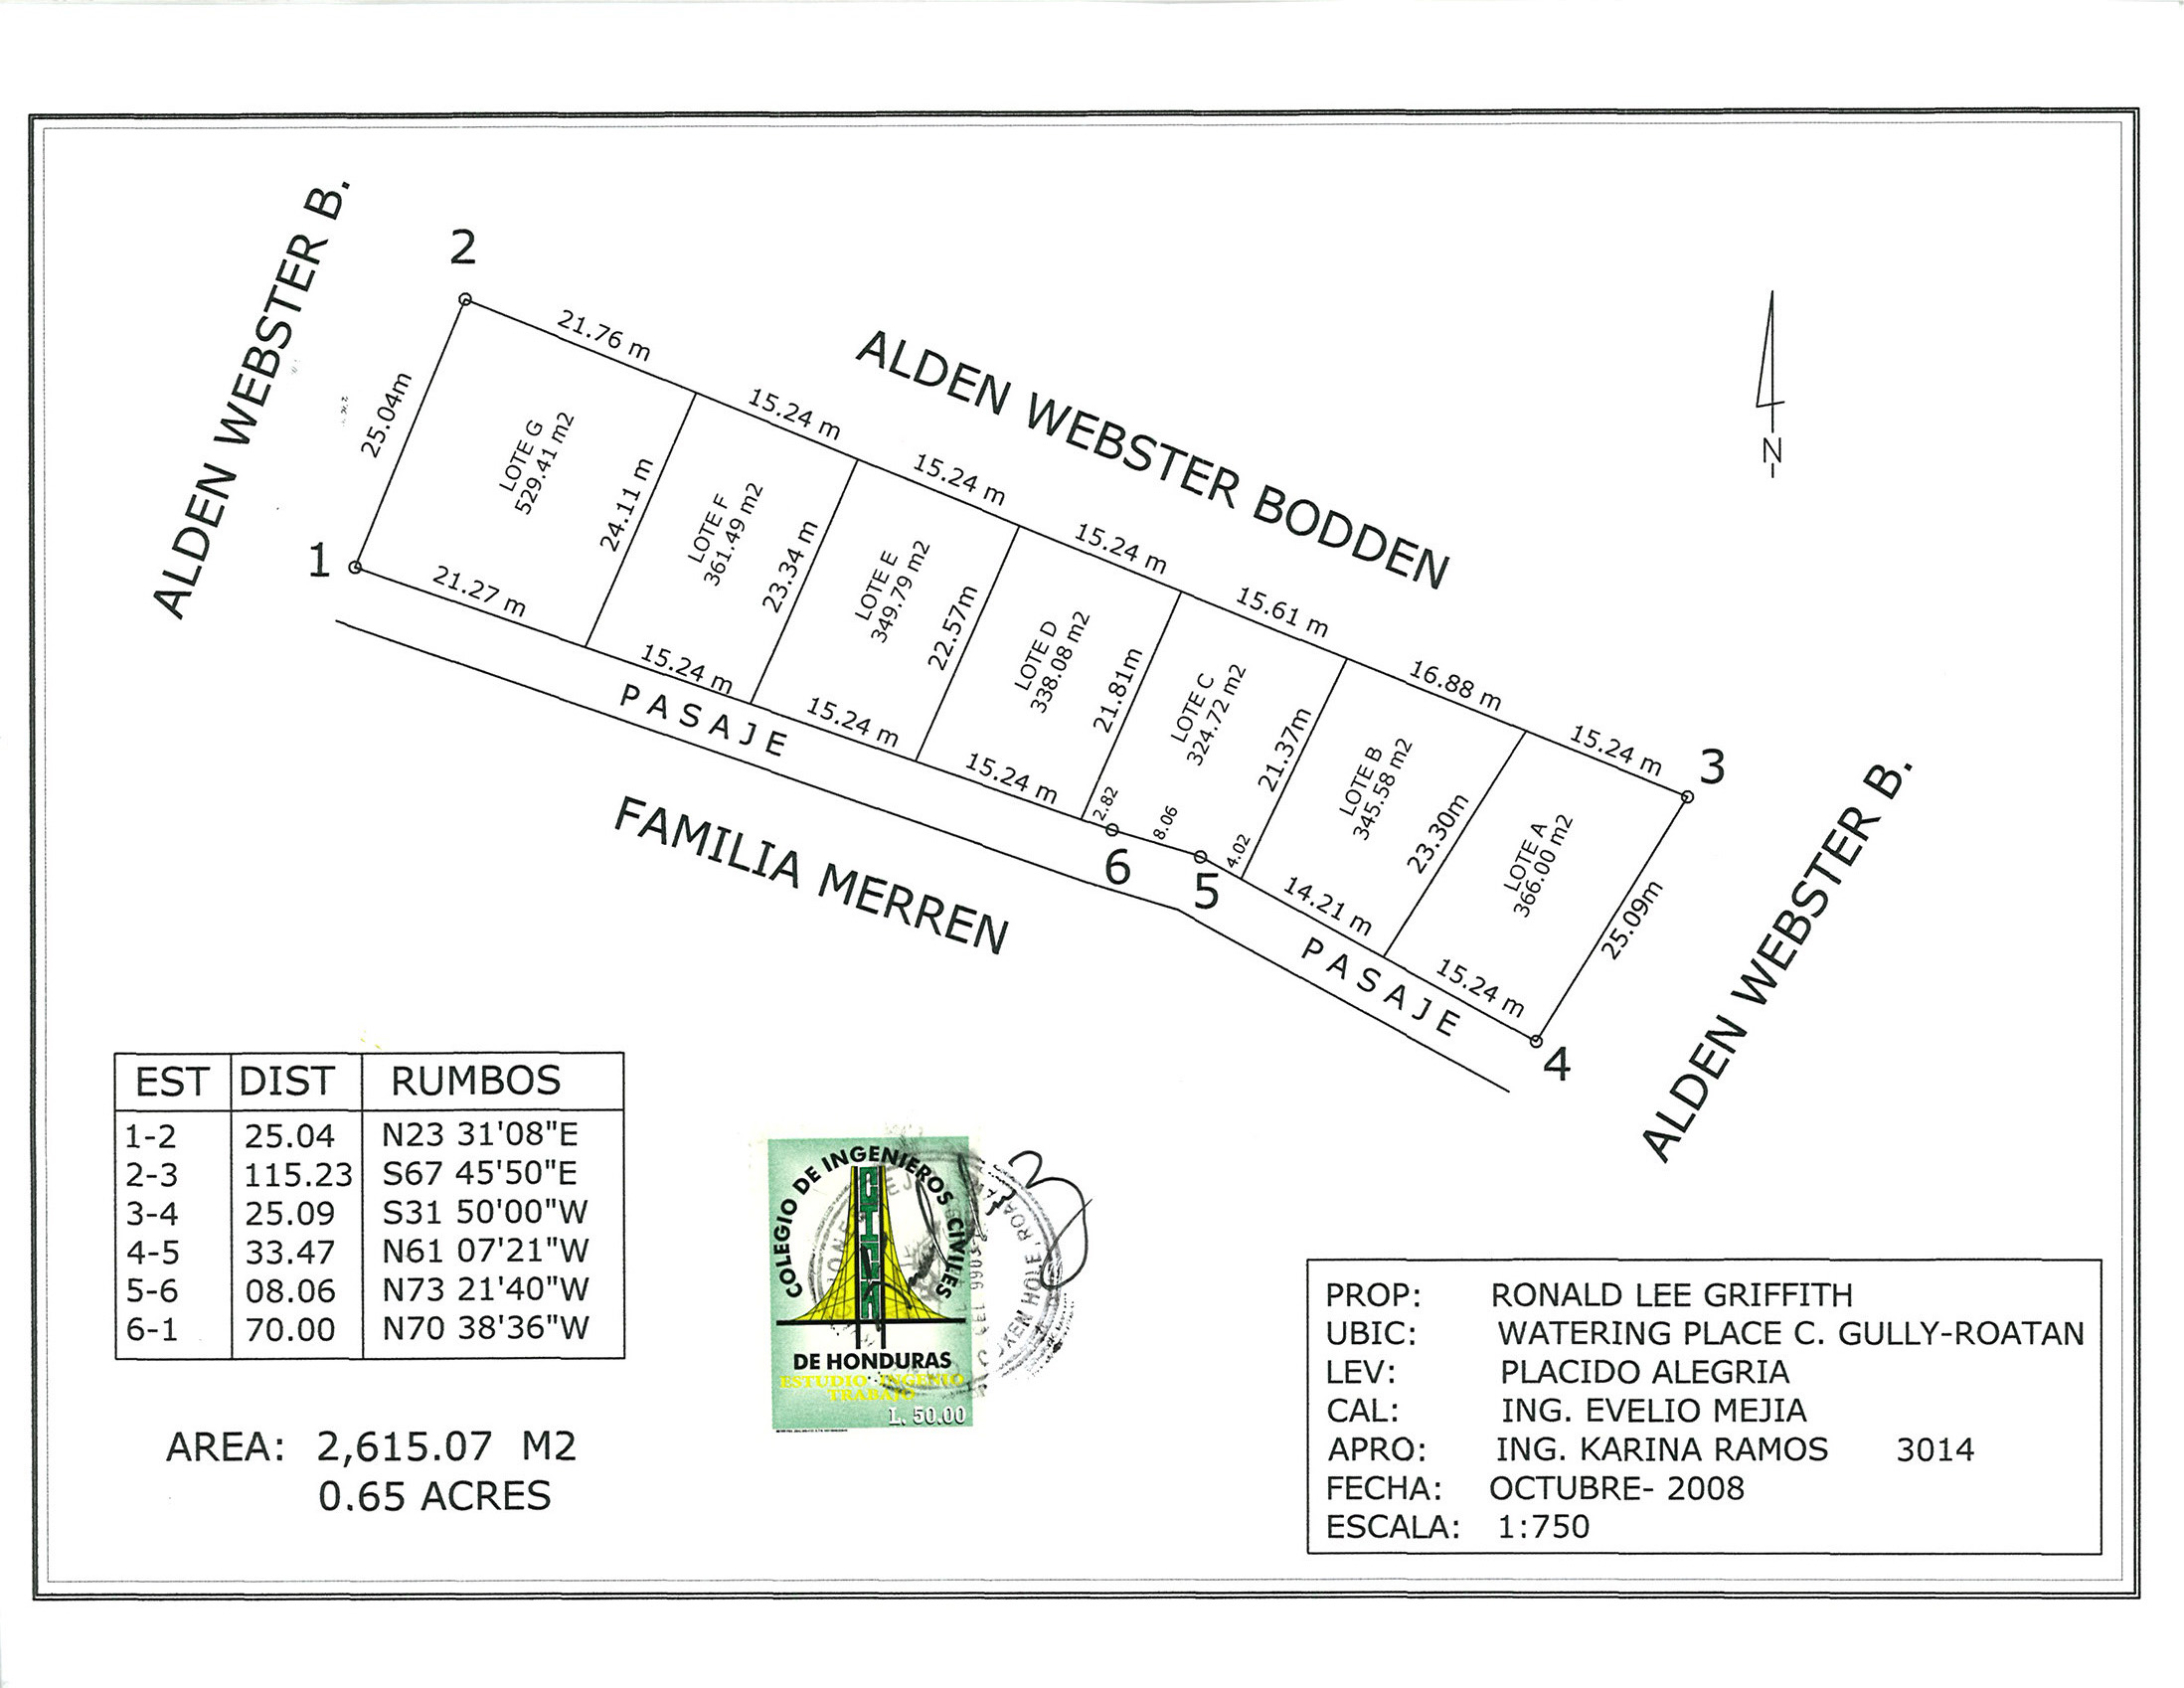 ALDEN WEBSTER B.
2
21.76 m
ALDEN WEBSTER BODDEN
25.04m
15.24 m
LOTE G
529.41 m2
15.24 m
24.11 m
LOTE F
361.49 m2
15.24 m
N
1
21.27 m
23.34 m
LOTE E
349.79 m2
15.61 m
22.57m
LOTE D
338.08 m2
16.88 m
15.24 m
PASAJE
15.24 m
21.81m
LOTE C
324.72 m2
15.24 m
3
15.24 m
21.37m
LOTE B
345.58 m2
2.82
8.06
4.02
FAMILIA MERREN
6
5
23.30m
LOTE A
366.00 m2
14.21 m
25.09m
ALDEN WEBSTER B.
PASAJE
15.24 m
4
EST DIST RUMBOS
1-2 25.04 N23 31'08"E
2-3 115.23 S67 45'50"E
3-4 25.09 S31 50'00"W
4-5 33.47 N61 07'21"W
5-6 08.06 N73 21'40"W
6-1 70.00 N70 38'36"W
AREA: 2,615.07 M2
0.65 ACRES
COLEGIO DE INGENIEROS CIVILES
DE HONDURAS
ESTUDIO INGENIO
TRABAJO
L. 50.00
PROP: RONALD LEE GRIFFITH
UBIC: WATERING PLACE C. GULLY-ROATAN
LEV: PLACIDO ALEGRIA
CAL: ING. EVELIO MEJIA
APRO: ING. KARINA RAMOS 3014
FECHA: OCTUBRE- 2008
ESCALA: 1:750